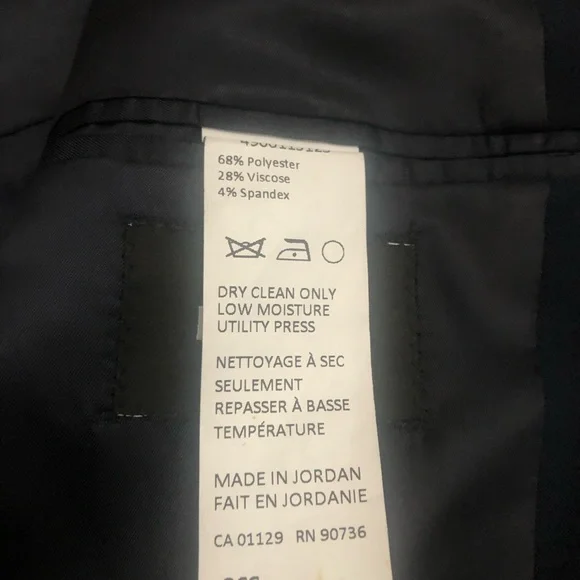 68% Polyester
28% Viscose
4% Spandex
DRY CLEAN ONLY
LOW MOISTURE
UTILITY PRESS
NETTOYAGE À SEC
SEULEMENT
REPASSER À BASSE
TEMPÉRATURE
MADE IN JORDAN
FAIT EN JORDANIE
CA 01129 RN 90736